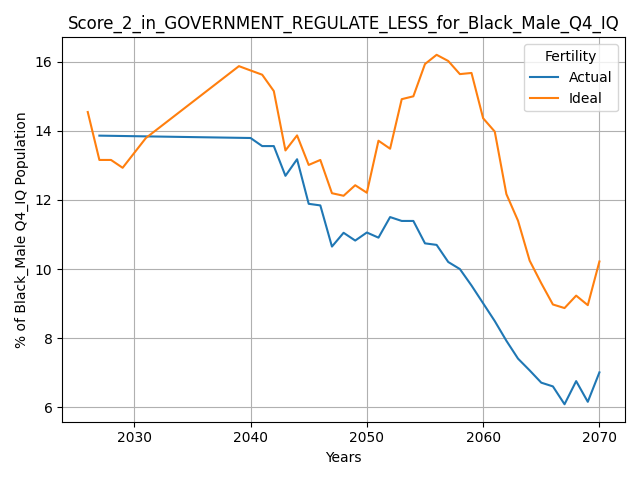 Score_2_in_GOVERNMENT_REGULATE_LESS_for_Black_Male_Q4_IQ
Fertility
Actual
Ideal
% of Black_Male Q4_IQ Population
16
14
12
10
8
6
2030
2040
2050
2060
2070
Years